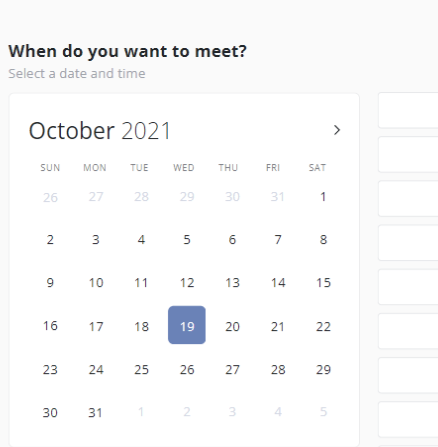 When do you want to meet?
Select a date and time
October 2021
SUN MON TUE WED THU FRI SAT
26 27 28 29 30 31 1
2 3 4 5 6 7 8
9 10 11 12 13 14 15
16 17 18 19 20 21 22
23 24 25 26 27 28 29
30 31 1 2 3 4 5